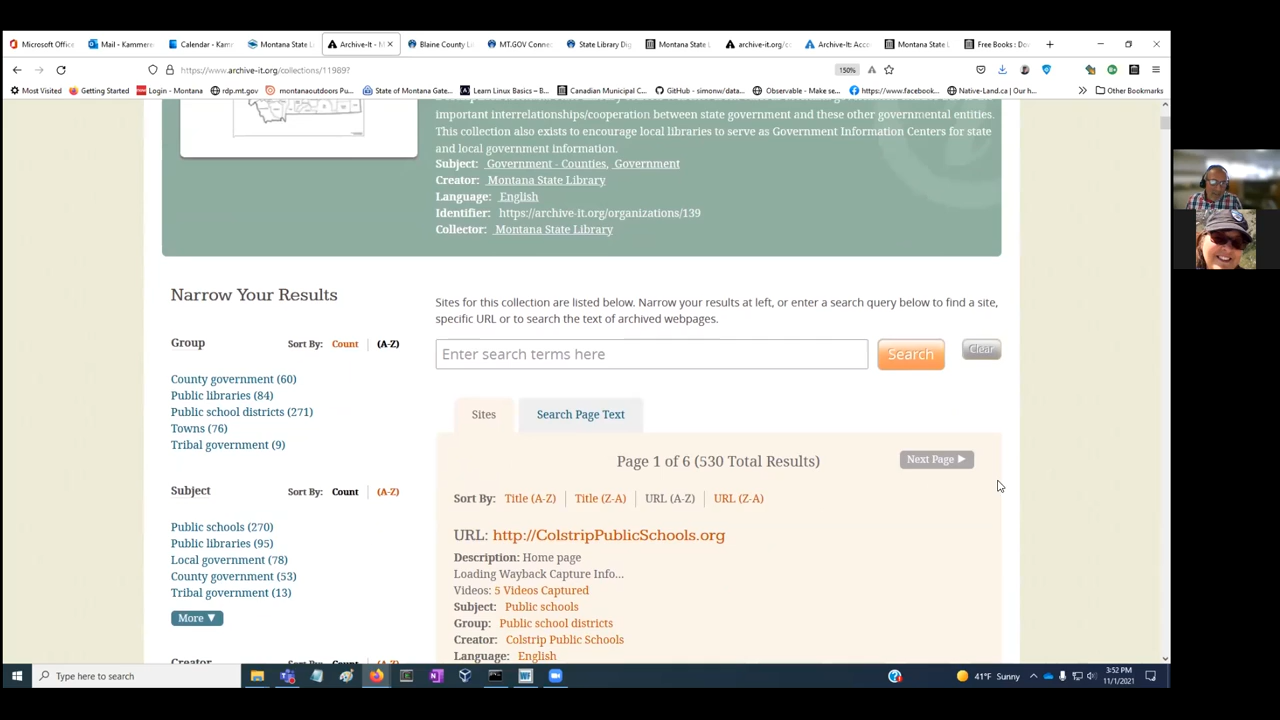 Microsoft Office
Mail - Kammere
Calendar - Kamm
Montana State Li
Archive-It - M
Blaine County L
MT.GOV Connec
State Library Dig
Montana State L
archive-it.org/co
Archive-It: Acco
Montana State L
Free Books : Do
https://www.archive-it.org/collections/11989?
150%
Most Visited
Getting Started
Login - Montana
rdp.mt.gov
montanaoutdoors Pu...
State of Montana Gate...
Learn Linux Basics – B...
Canadian Municipal C...
GitHub - simonw/data...
Observable - Make se...
https://www.facebook...
Native-Land.ca | Our h...
Other Bookmarks
important interrelationships/cooperation between state government and these other governmental entities.
This collection also exists to encourage local libraries to serve as Government Information Centers for state
and local government information.
Subject: Government - Counties, Government
Creator: Montana State Library
Language: English
Identifier: https://archive-it.org/organizations/139
Collector: Montana State Library
Narrow Your Results
Sites for this collection are listed below. Narrow your results at left, or enter a search query below to find a site,
specific URL or to search the text of archived webpages.
Group Sort By: Count (A-Z)
Enter search terms here
Search
Clear
County government (60)
Public libraries (84)
Public school districts (271)
Towns (76)
Tribal government (9)
Sites
Search Page Text
Page 1 of 6 (530 Total Results)
Next Page ▶
Subject Sort By: Count (A-Z)
Sort By: Title (A-Z) Title (Z-A) URL (A-Z) URL (Z-A)
Public schools (270)
Public libraries (95)
Local government (78)
County government (53)
Tribal government (13)
More ▼
URL: http://ColstripPublicSchools.org
Description: Home page
Loading Wayback Capture Info...
Videos: 5 Videos Captured
Subject: Public schools
Group: Public school districts
Creator: Colstrip Public Schools
Language: English
Creator Sort By: Count (A-Z)
Type here to search
41°F Sunny
3:52 PM
11/1/2021